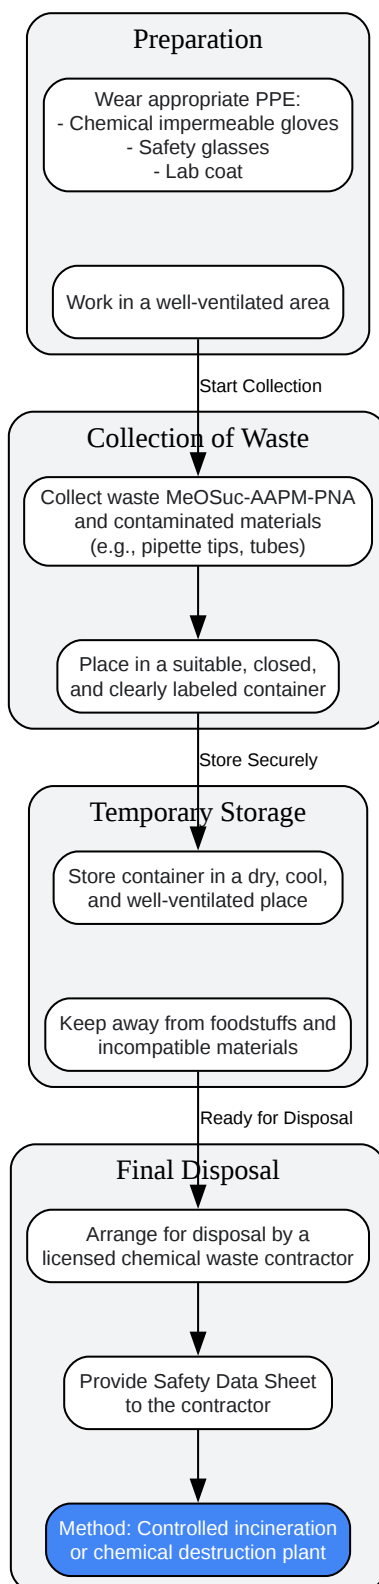 Preparation
Wear appropriate PPE:
- Chemical impermeable gloves
- Safety glasses
- Lab coat
Work in a well-ventilated area
Start Collection
Collection of Waste
Collect waste MeOSuc-AAPM-PNA
and contaminated materials
(e.g., pipette tips, tubes)
Place in a suitable, closed,
and clearly labeled container
Store Securely
Temporary Storage
Store container in a dry, cool,
and well-ventilated place
Keep away from foodstuffs and
incompatible materials
Ready for Disposal
Final Disposal
Arrange for disposal by a
licensed chemical waste contractor
Provide Safety Data Sheet
to the contractor
Method: Controlled incineration
or chemical destruction plant